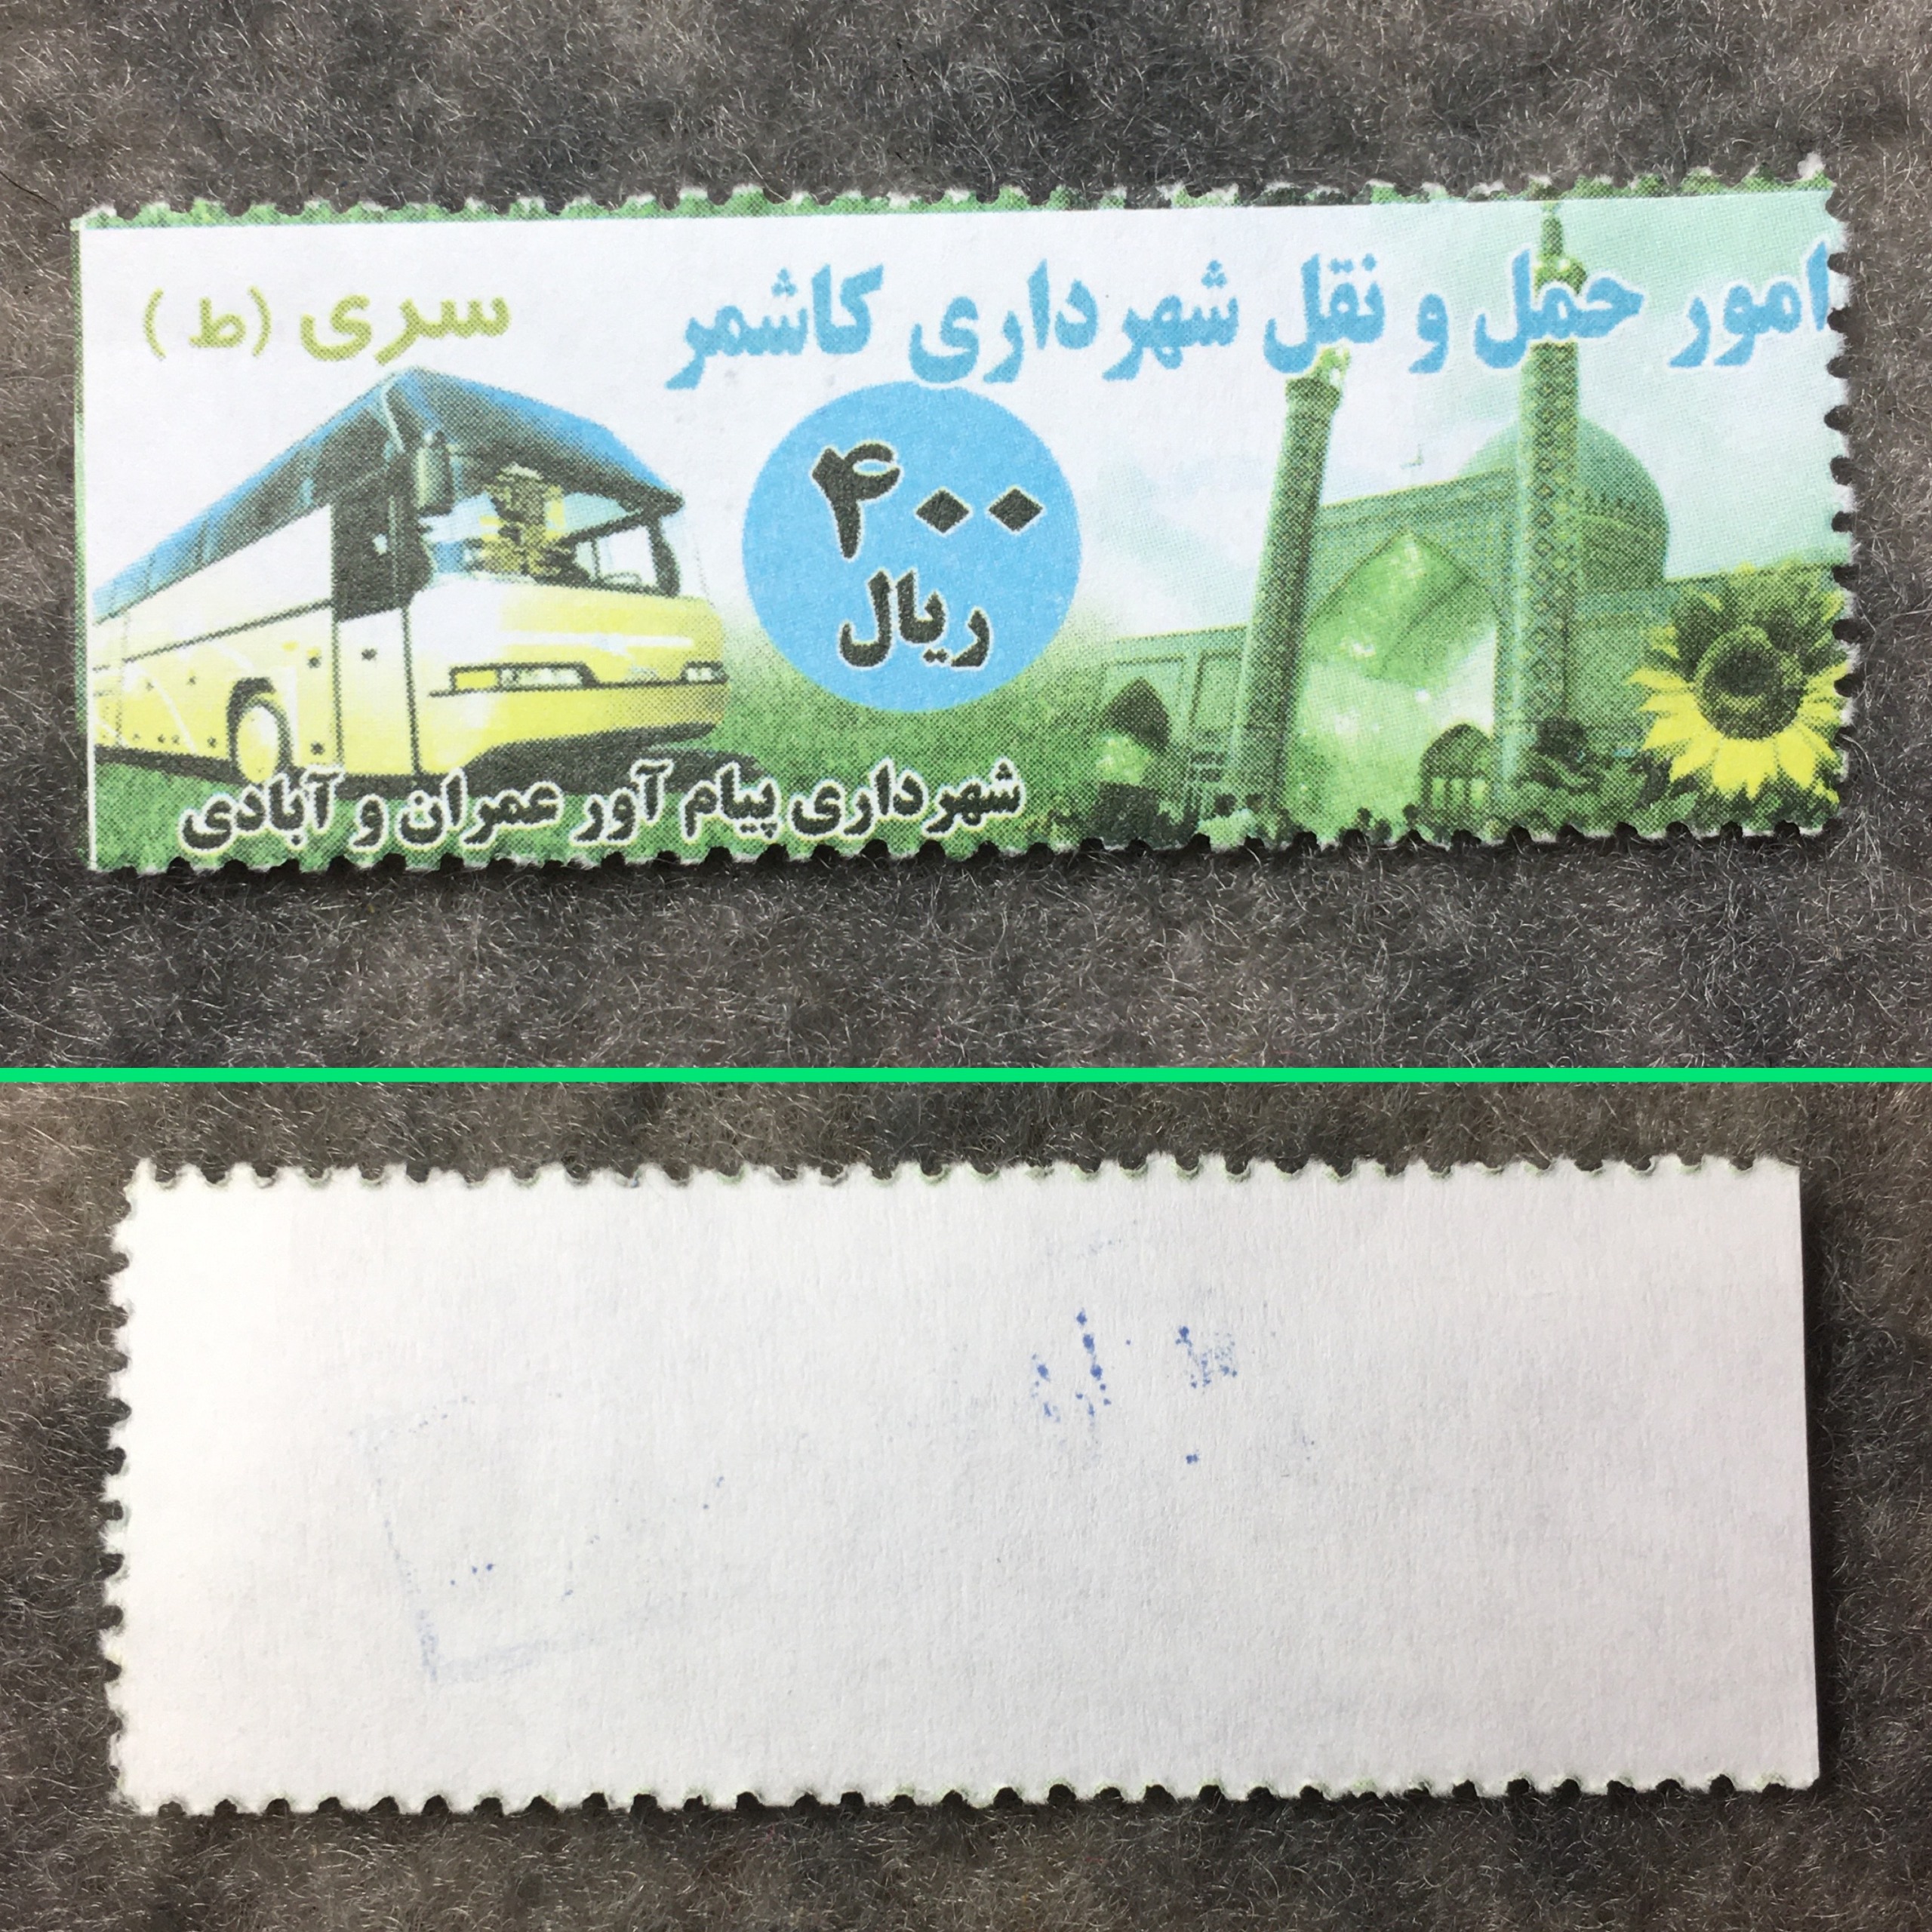 امور حمل و نقل شهرداری کاشمر
سری (ط)
۴۰۰
ریال
شهرداری پیام آور عمران و آبادی